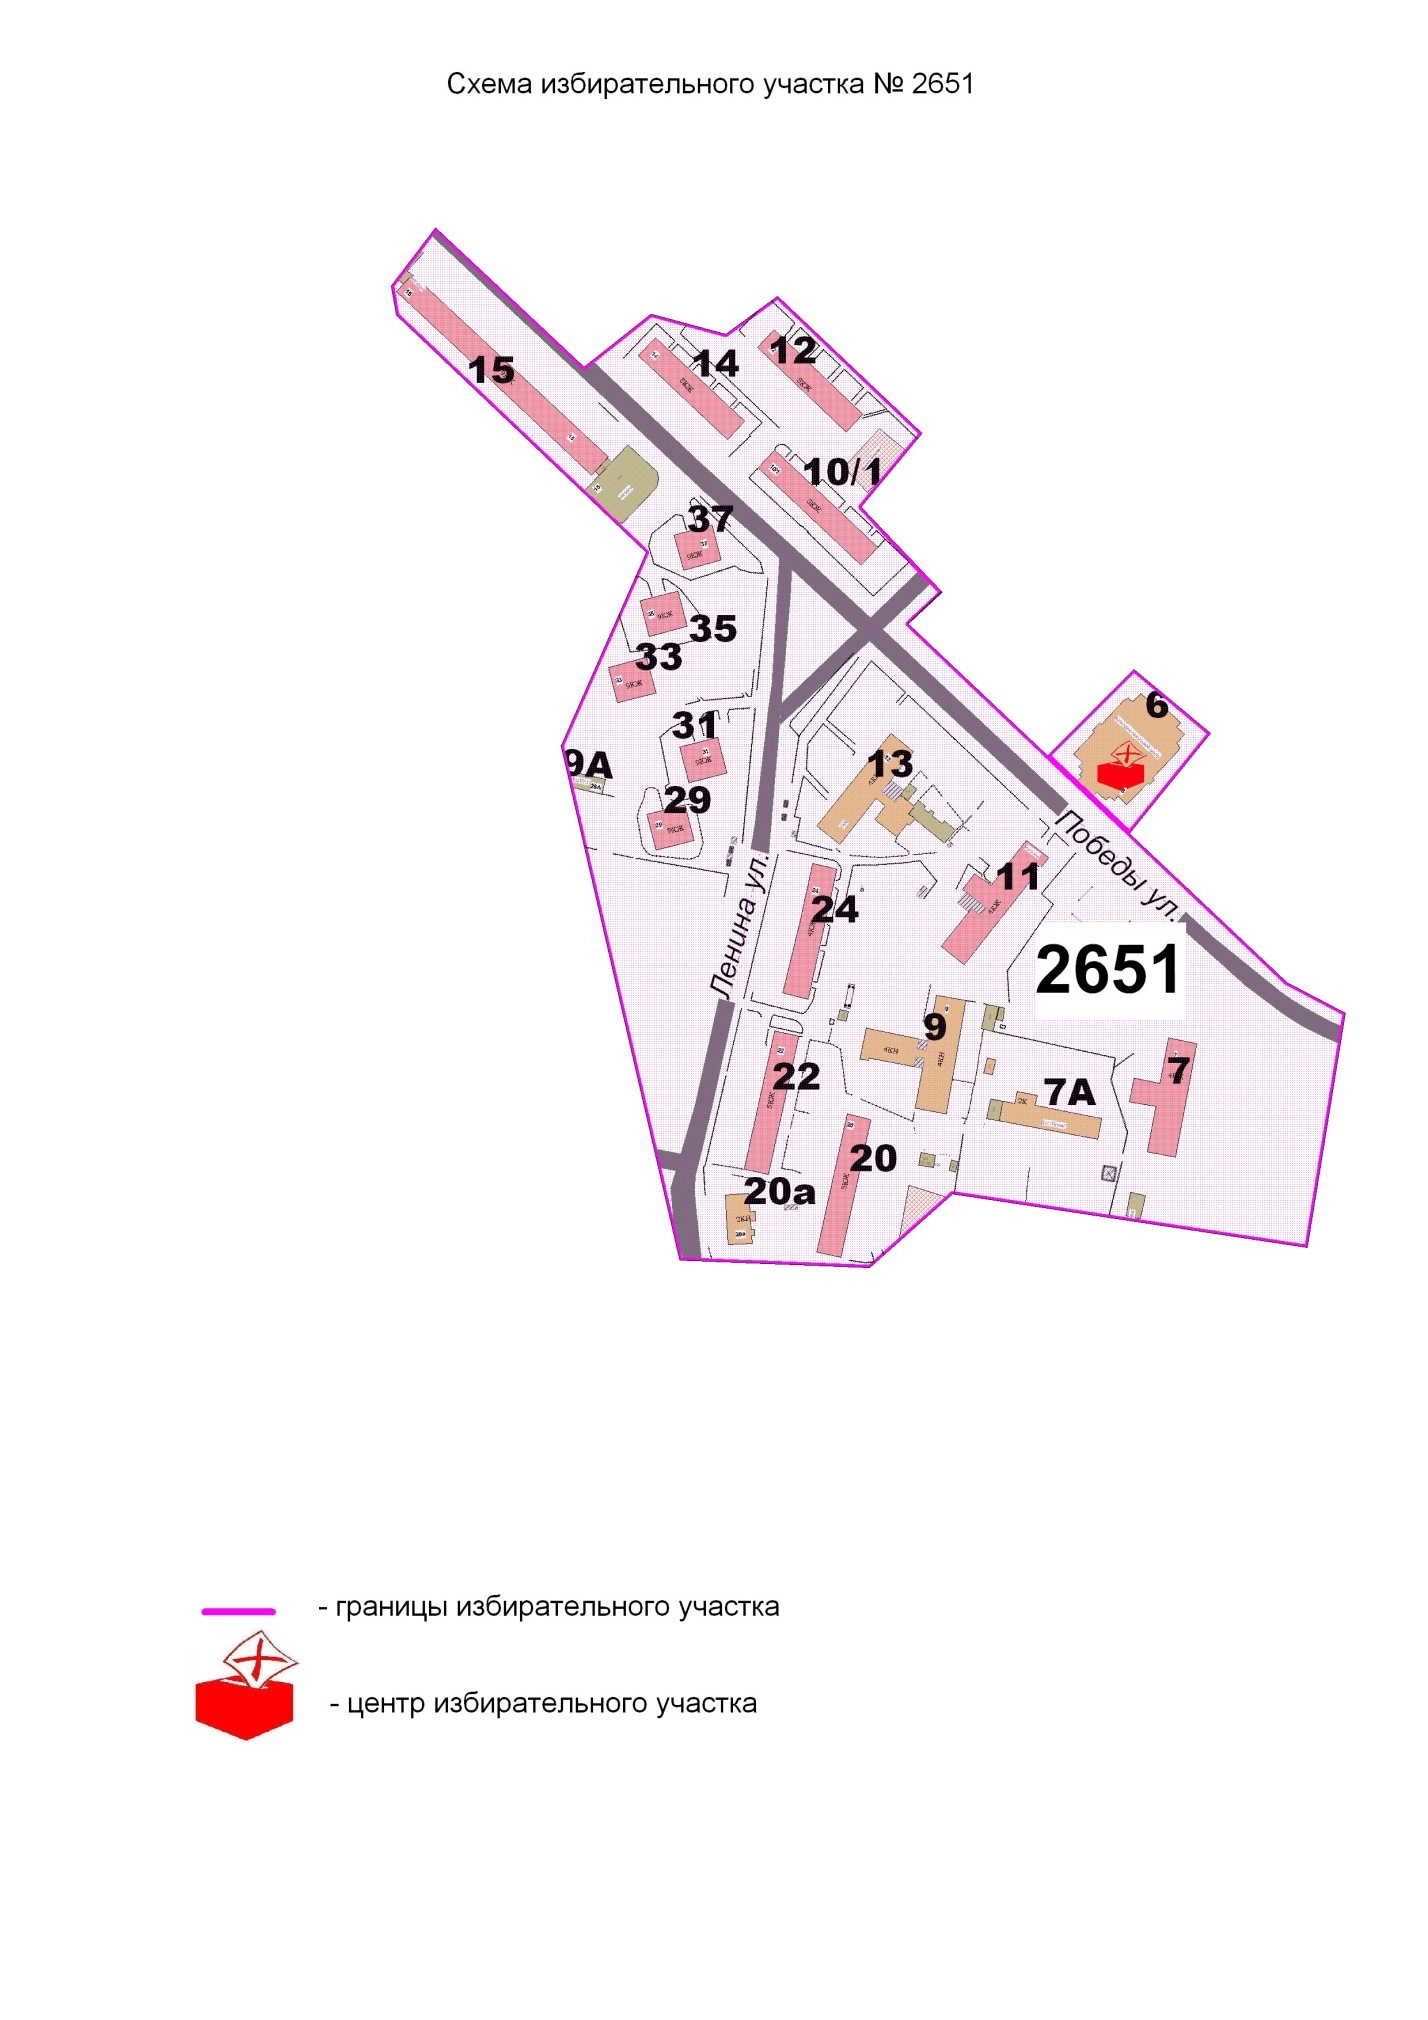 Схема избирательного участка № 2651
15
14
12
10/1
37
35
33
31
9А
29
6
13
Победы ул.
11
24
Ленина ул.
2651
9
22
7А
7
20
20а
- границы избирательного участка
- центр избирательного участка